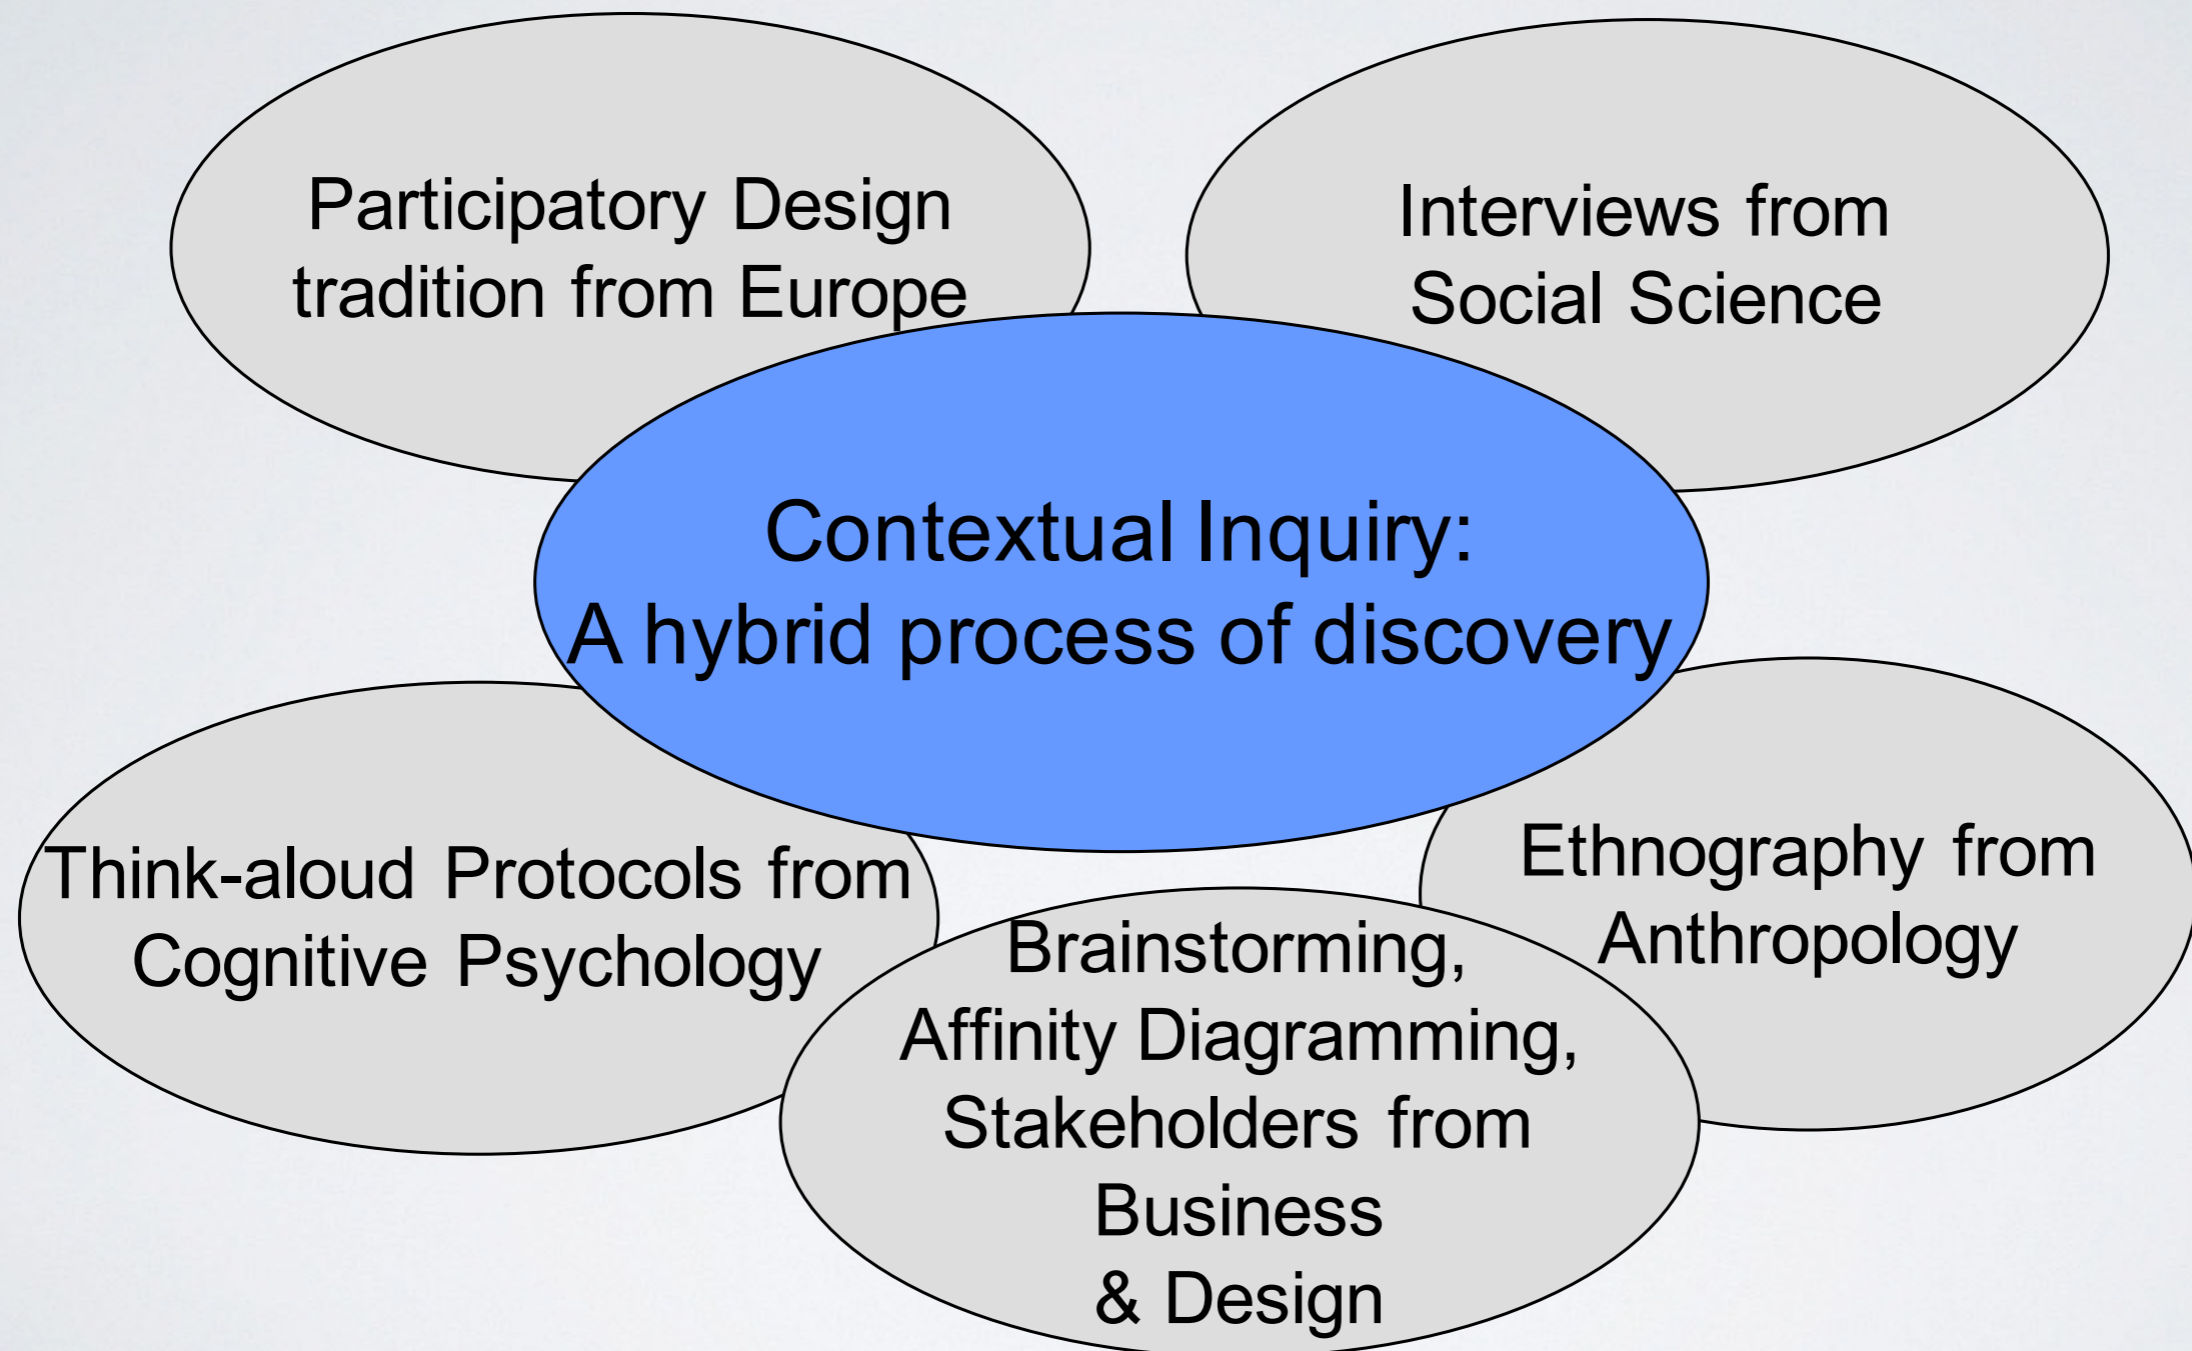 Participatory Design
tradition from Europe
Interviews from
Social Science
Contextual Inquiry:
A hybrid process of discovery
Think-aloud Protocols from
Cognitive Psychology
Brainstorming,
Affinity Diagramming,
Stakeholders from
Business
& Design
Ethnography from
Anthropology